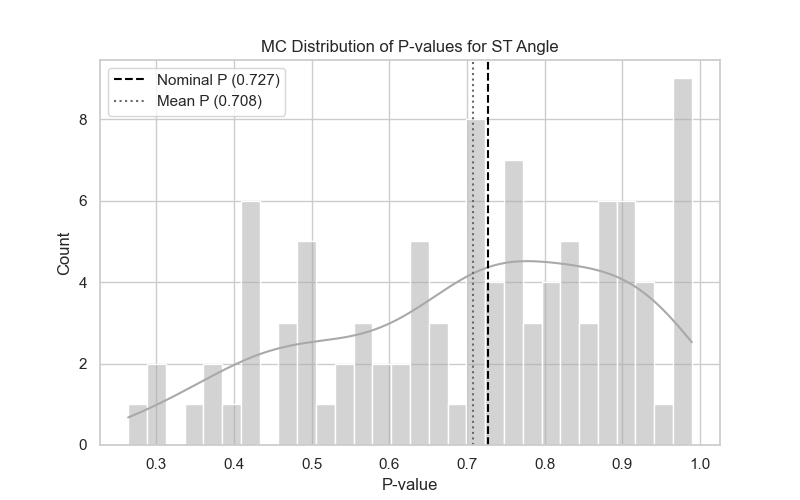 MC Distribution of P-values for ST Angle
Nominal P (0.727)
Mean P (0.708)
Count
8
6
4
2
0
0.3 0.4 0.5 0.6 0.7 0.8 0.9 1.0
P-value